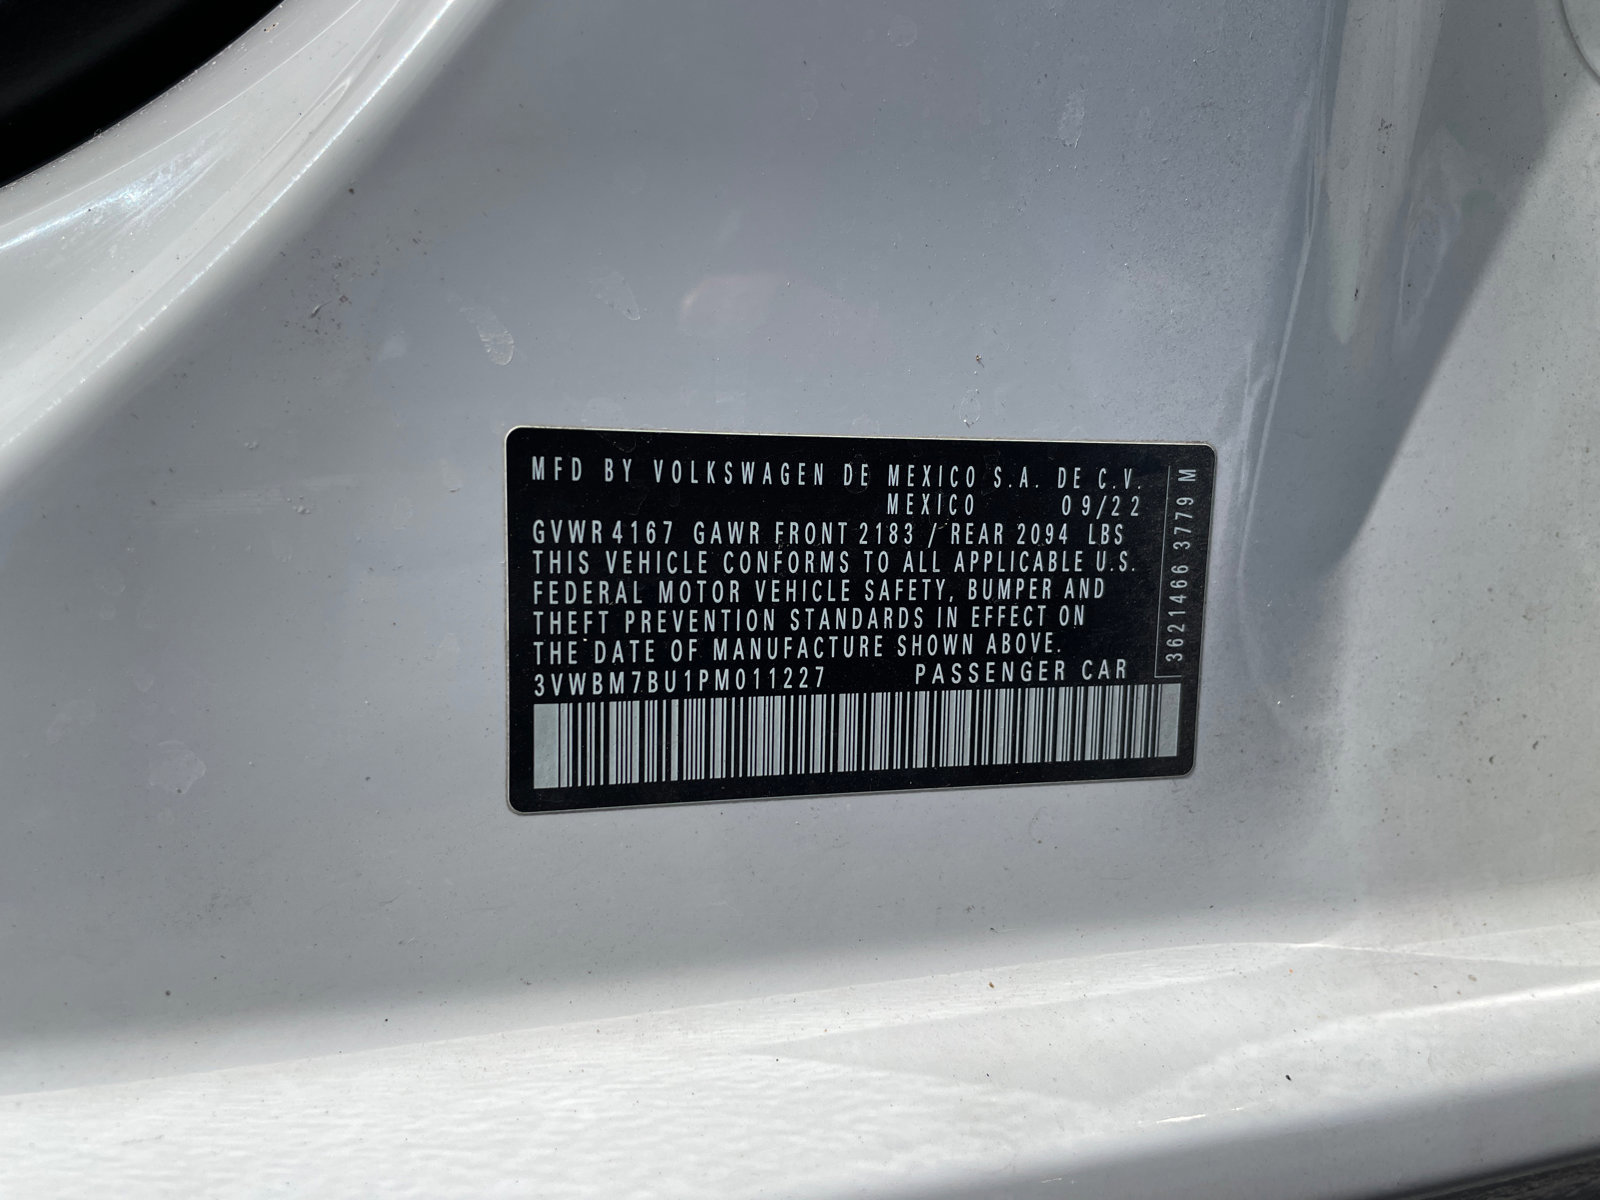 MFD BY VOLKSWAGEN DE MEXICO S.A. DE C.V.
MEXICO 09/22
GVWR 4167 GAWR FRONT 2183 / REAR 2094 LBS
THIS VEHICLE CONFORMS TO ALL APPLICABLE U.S.
FEDERAL MOTOR VEHICLE SAFETY, BUMPER AND
THEFT PREVENTION STANDARDS IN EFFECT ON
THE DATE OF MANUFACTURE SHOWN ABOVE.
3VWBM7BU1PM011227 PASSENGER CAR
3621466 3779 M